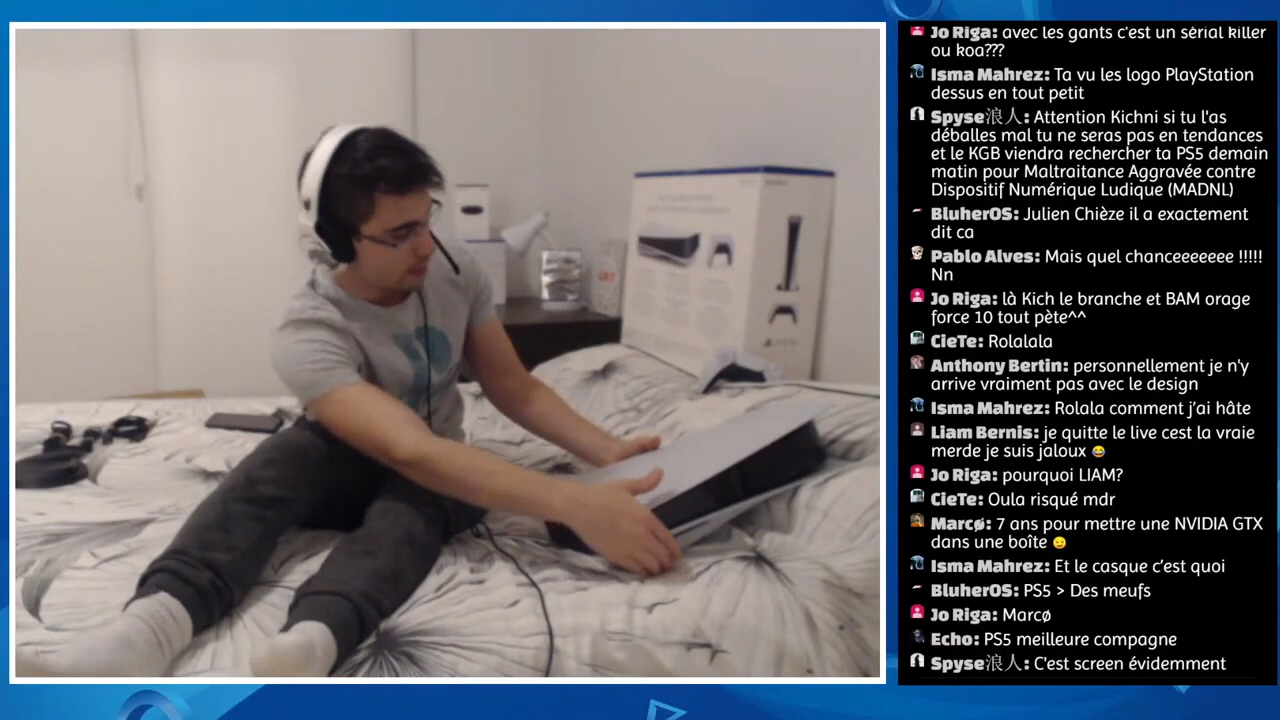 Jo Riga: avec les gants c'est un sérial killer
ou koa???
Isma Mahrez: Ta vu les logo PlayStation
dessus en tout petit
Spyse浪人: Attention Kichni si tu l'as
déballes mal tu ne seras pas en tendances
et le KGB viendra rechercher ta PS5 demain
matin pour Maltraitance Aggravée contre
Dispositif Numérique Ludique (MADNL)
BluherOS: Julien Chièze il a exactement
dit ca
Pablo Alves: Mais quel chanceeeeeee !!!!!
Nn
Jo Riga: là Kich le branche et BAM orage
force 10 tout pète^^
CieTe: Rolalala
Anthony Bertin: personnellement je n'y
arrive vraiment pas avec le design
Isma Mahrez: Rolala comment j'ai hâte
Liam Bernis: je quitte le live cest la vraie
merde je suis jaloux 😂
Jo Riga: pourquoi LIAM?
CieTe: Oula risqué mdr
Marcø: 7 ans pour mettre une NVIDIA GTX
dans une boîte 😏
Isma Mahrez: Et le casque c'est quoi
BluherOS: PS5 > Des meufs
Jo Riga: Marcø
Echo: PS5 meilleure compagne
Spyse浪人: C'est screen évidemment